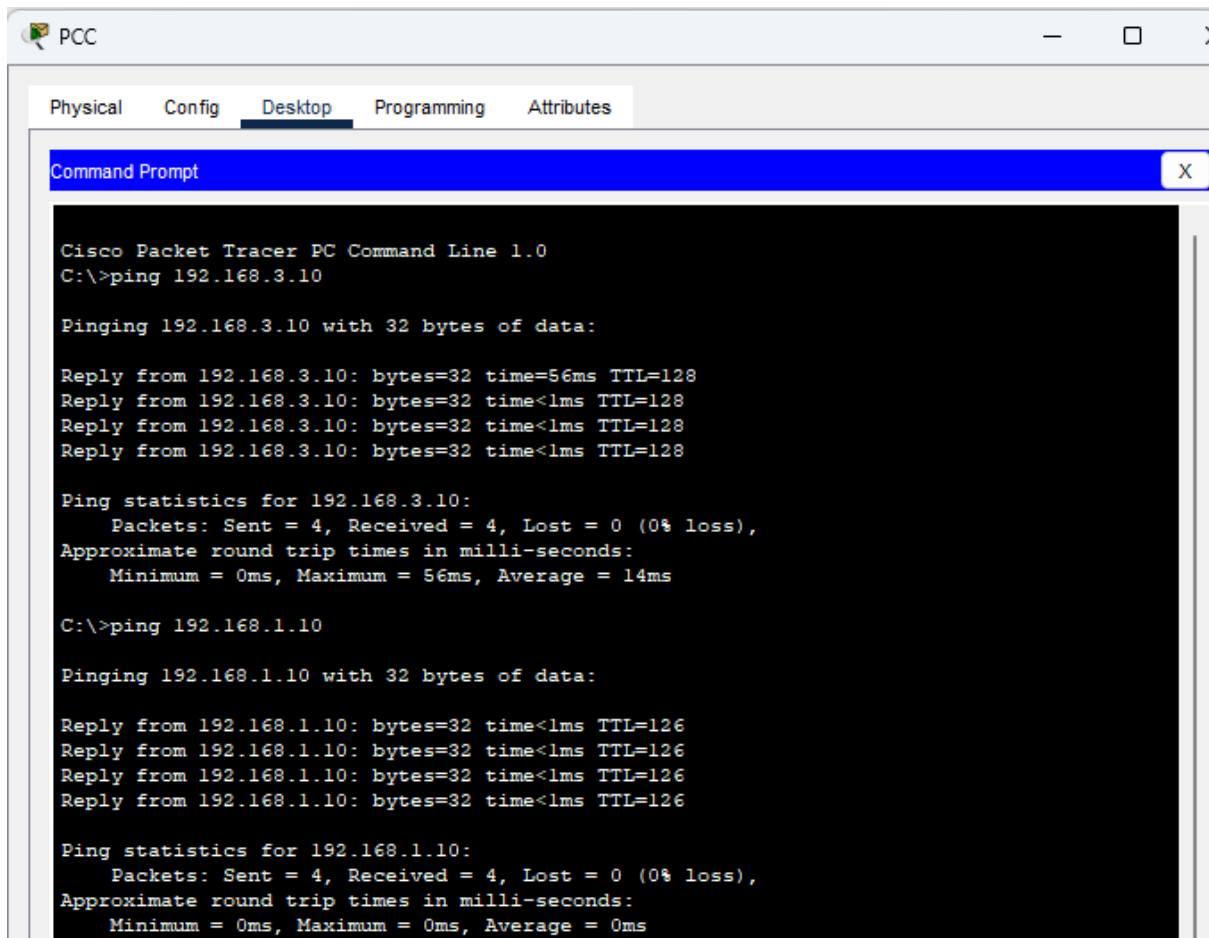 PCC
Physical Config Desktop Programming Attributes
Command Prompt
X
Cisco Packet Tracer PC Command Line 1.0
C:\>ping 192.168.3.10
Pinging 192.168.3.10 with 32 bytes of data:
Reply from 192.168.3.10: bytes=32 time=56ms TTL=128
Reply from 192.168.3.10: bytes=32 time<1ms TTL=128
Reply from 192.168.3.10: bytes=32 time<1ms TTL=128
Reply from 192.168.3.10: bytes=32 time<1ms TTL=128
Ping statistics for 192.168.3.10:
Packets: Sent = 4, Received = 4, Lost = 0 (0% loss),
Approximate round trip times in milli-seconds:
Minimum = 0ms, Maximum = 56ms, Average = 14ms
C:\>ping 192.168.1.10
Pinging 192.168.1.10 with 32 bytes of data:
Reply from 192.168.1.10: bytes=32 time<1ms TTL=126
Reply from 192.168.1.10: bytes=32 time<1ms TTL=126
Reply from 192.168.1.10: bytes=32 time<1ms TTL=126
Reply from 192.168.1.10: bytes=32 time<1ms TTL=126
Ping statistics for 192.168.1.10:
Packets: Sent = 4, Received = 4, Lost = 0 (0% loss),
Approximate round trip times in milli-seconds:
Minimum = 0ms, Maximum = 0ms, Average = 0ms